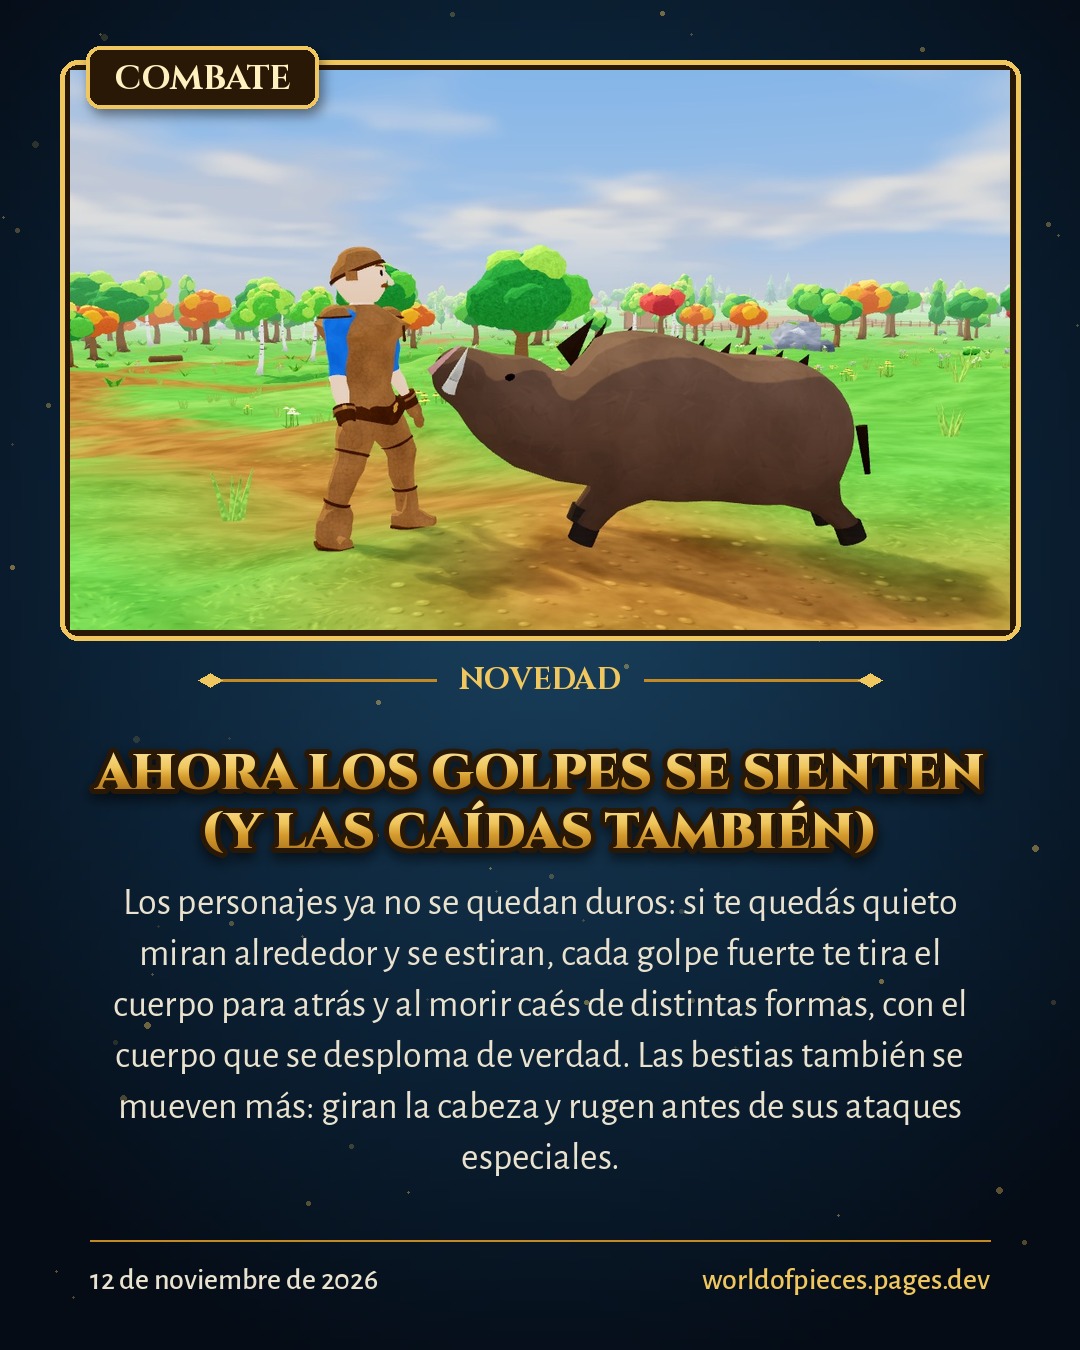 COMBATE
NOVEDAD
AHORA LOS GOLPES SE SIENTEN
(Y LAS CAÍDAS TAMBIÉN)
Los personajes ya no se quedan duros: si te quedás quieto
miran alrededor y se estiran, cada golpe fuerte te tira el
cuerpo para atrás y al morir caés de distintas formas, con el
cuerpo que se desploma de verdad. Las bestias también se
mueven más: giran la cabeza y rugen antes de sus ataques
especiales.
12 de noviembre de 2026
worldofpieces.pages.dev